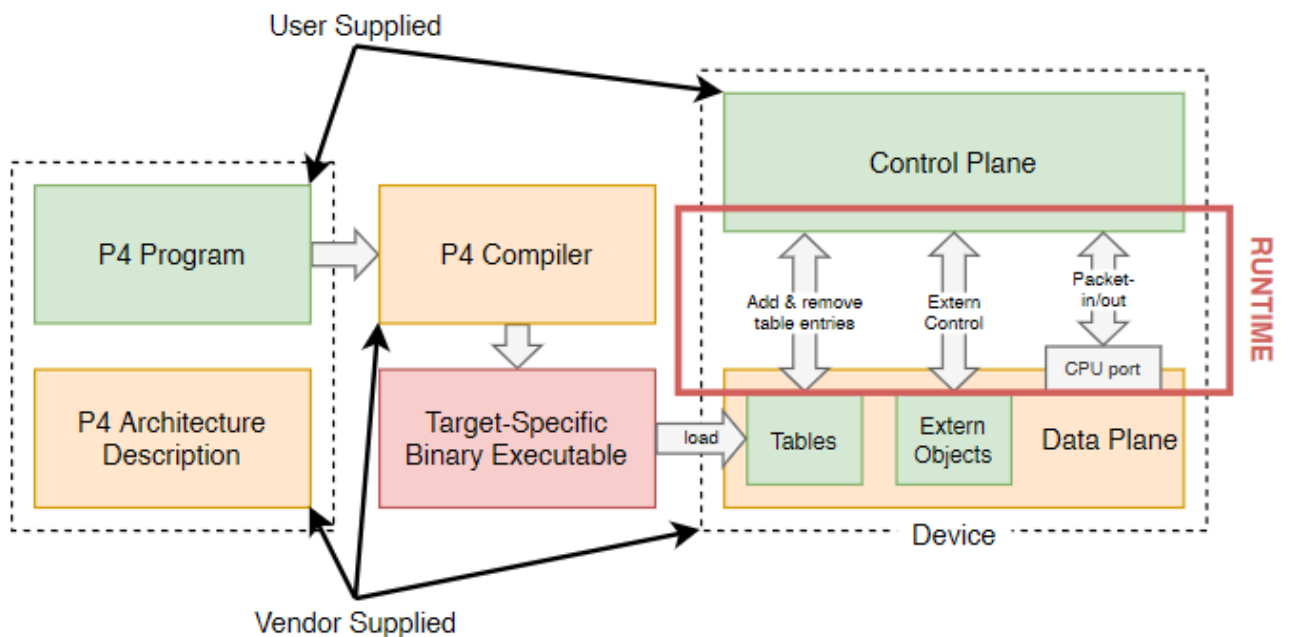 User Supplied
Control Plane
P4 Program
P4 Compiler
RUNTIME
Add & remove
table entries
Extern
Control
Packet-
in/out
CPU port
P4 Architecture
Description
Target-Specific
Binary Executable
load
Tables
Extern
Objects
Data Plane
Device
Vendor Supplied